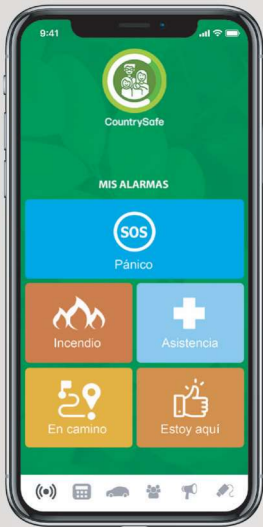 9:41
CountrySafe
MIS ALARMAS
SOS
Pánico
Incendio
Asistencia
En camino
Estoy aquí